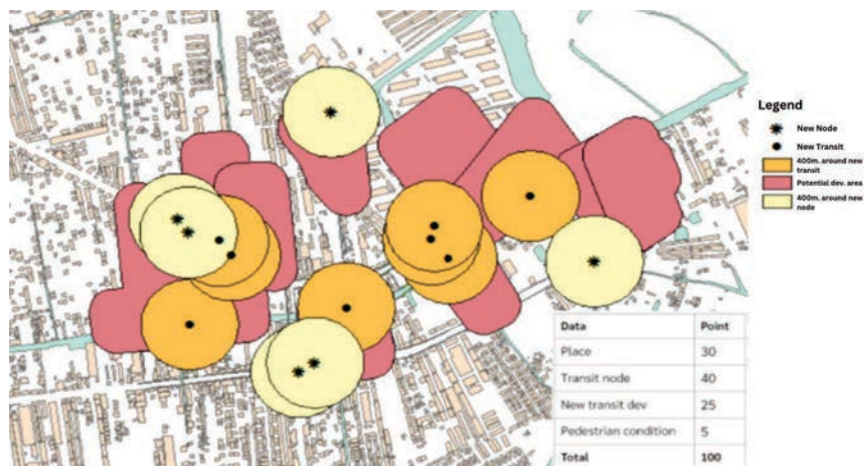 Legend
New Node
New Transit
400m. around new
transit
Potential dev. area
400m. around new
node
Data Point
Place 30
Transit node 40
New transit dev 25
Pedestrian condition 5
Total 100